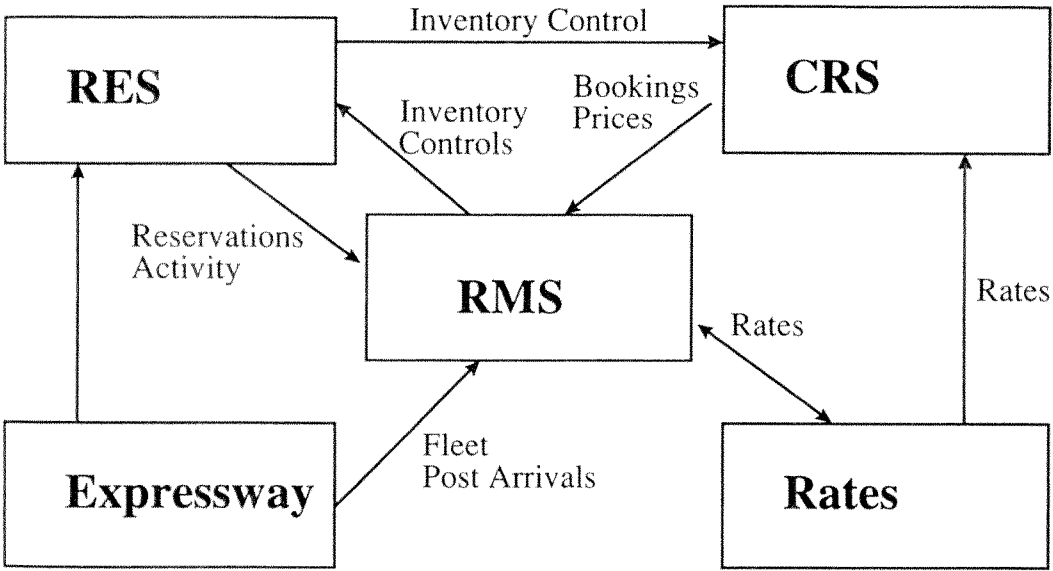 Inventory Control
RES
CRS
Bookings
Prices
Inventory
Controls
Reservations
Activity
RMS
Rates
Rates
Fleet
Post Arrivals
Expressway
Rates